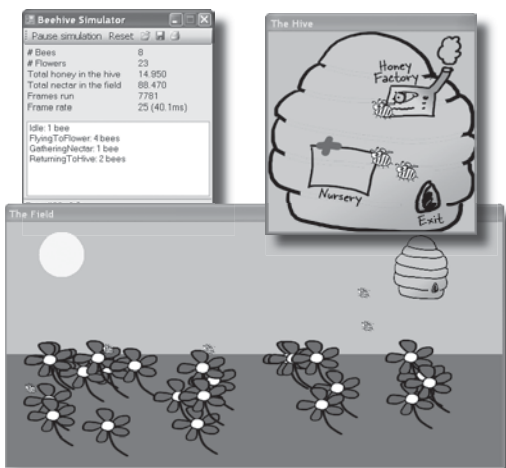 Beehive Simulator
Pause simulation Reset
# Bees 8
# Flowers 23
Total honey in the hive 14.950
Total nectar in the field 88.470
Frames run 7781
Frame rate 25 (40.1ms)
Idle: 1 bee
FlyingToFlower: 4 bees
GatheringNectar: 1 bee
ReturningToHive: 2 bees
The Hive
Honey
Factory
Nursery
Exit
The Field